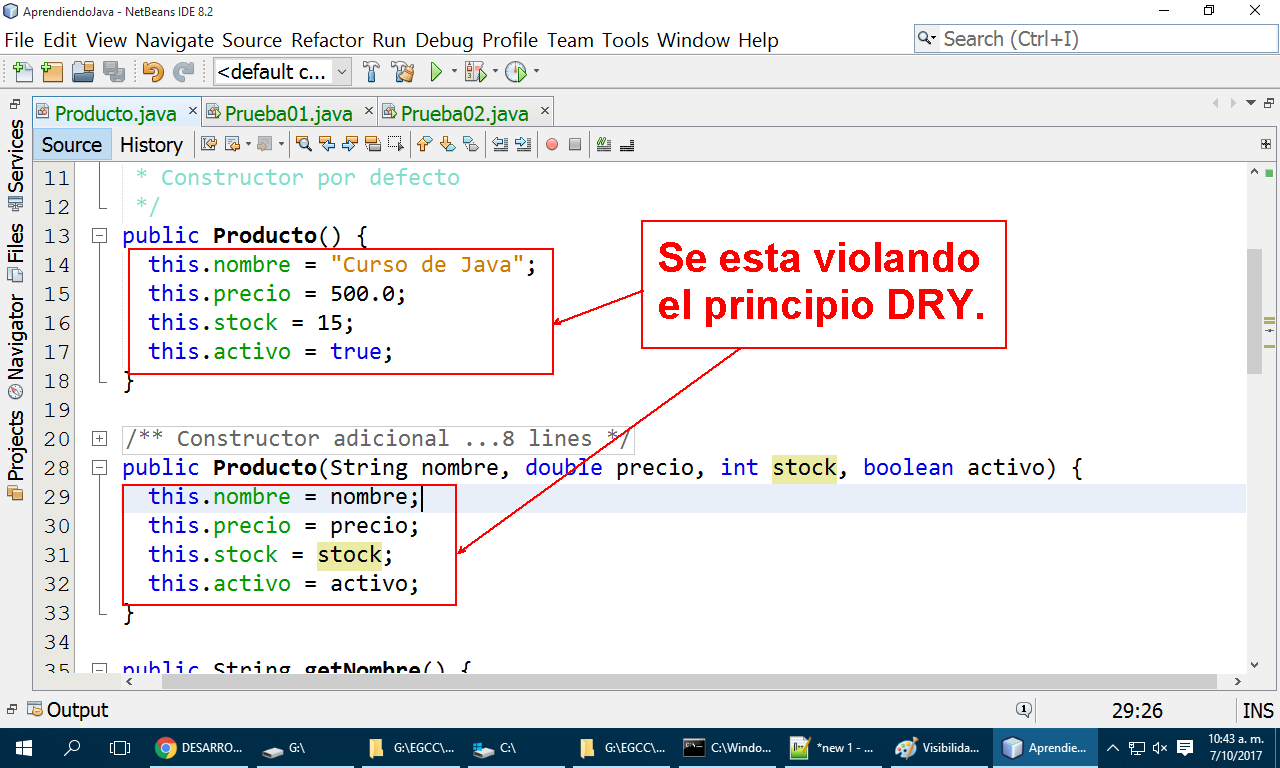 AprendiendoJava - NetBeans IDE 8.2
File Edit View Navigate Source Refactor Run Debug Profile Team Tools Window Help
Search (Ctrl+I)
<default c...
Producto.java
Prueba01.java
Prueba02.java
Source History
Services
Files
Navigator
Projects
11 * Constructor por defecto
12 */
13 public Producto() {
14 this.nombre = "Curso de Java";
15 this.precio = 500.0;
16 this.stock = 15;
17 this.activo = true;
18 }
19
20 /** Constructor adicional ...8 lines */
28 public Producto(String nombre, double precio, int stock, boolean activo) {
29 this.nombre = nombre;
30 this.precio = precio;
31 this.stock = stock;
32 this.activo = activo;
33 }
34
35 public String getNombre() {
Se esta violando
el principio DRY.
Output
1
29:26
INS
DESARRO...
G:\
G:\EGCC\...
C:\
G:\EGCC\...
C:\Windo...
*new 1 - ...
Visibilida...
Aprendie...
10:43 a. m.
7/10/2017